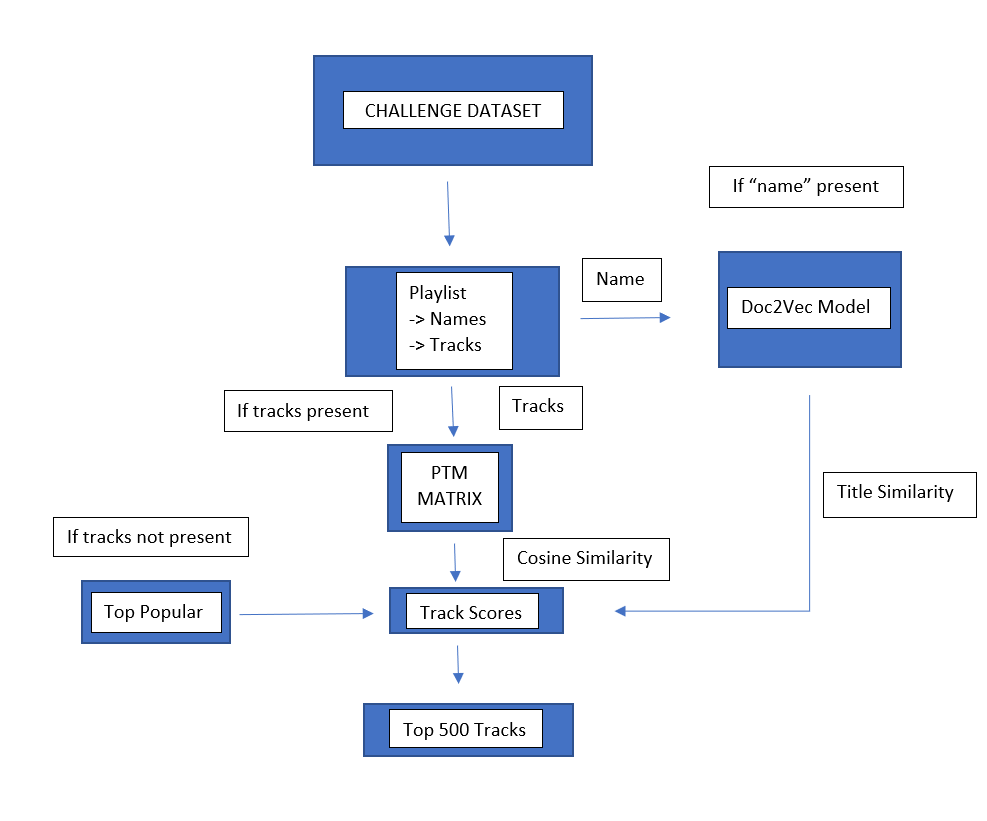 CHALLENGE DATASET
If “name” present
Name
Playlist
-> Names
-> Tracks
Doc2Vec Model
If tracks present
Tracks
PTM
MATRIX
Title Similarity
If tracks not present
Cosine Similarity
Top Popular
Track Scores
Top 500 Tracks